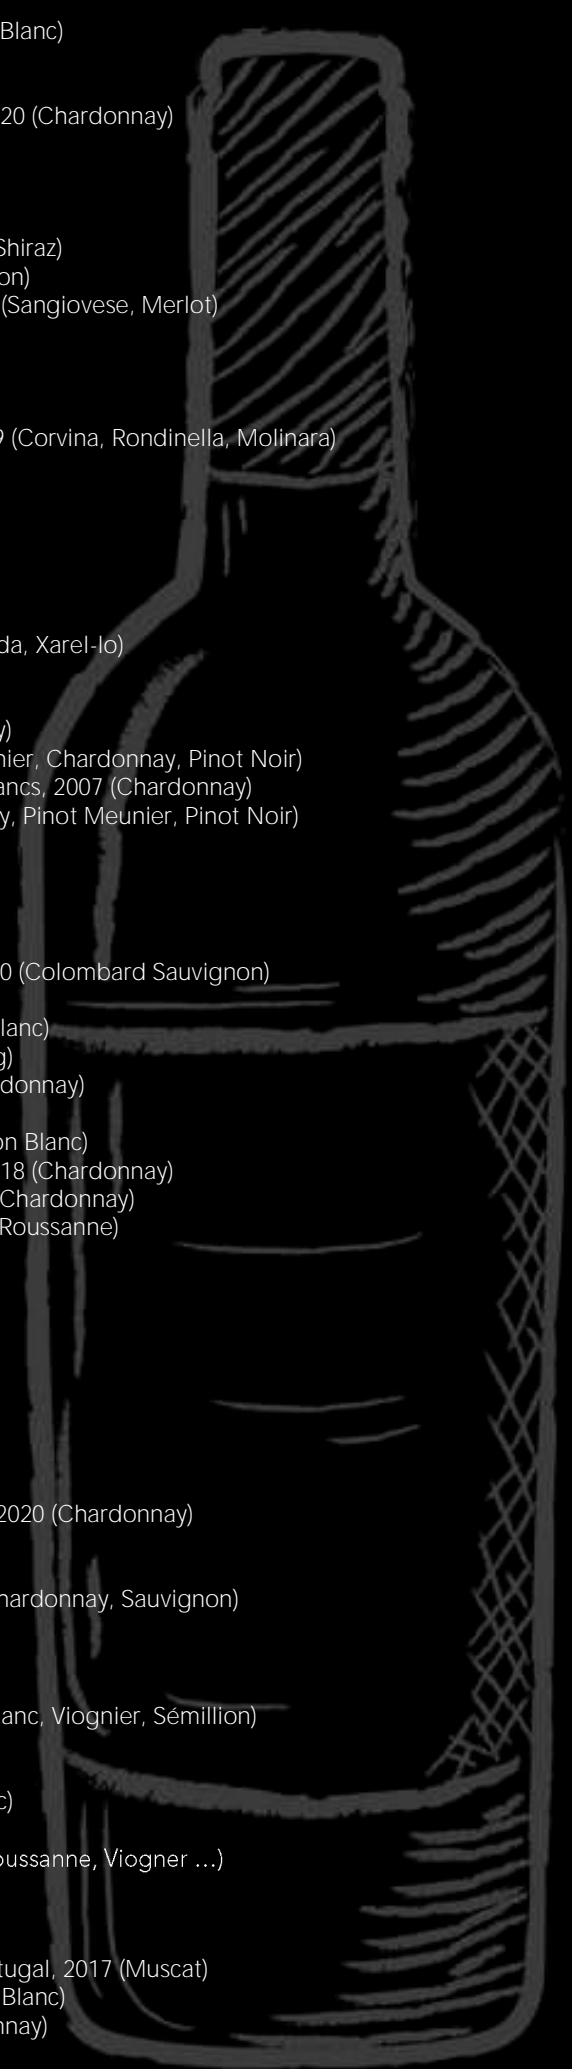 Blanc)
20 (Chardonnay)
Shiraz)
on)
(Sangiovese, Merlot)
9 (Corvina, Rondinella, Molinara)
da, Xarel-lo)
y)
nier, Chardonnay, Pinot Noir)
ancs, 2007 (Chardonnay)
y, Pinot Meunier, Pinot Noir)
0 (Colombard Sauvignon)
lanc)
g)
donnay)
on Blanc)
18 (Chardonnay)
Chardonnay)
Roussanne)
2020 (Chardonnay)
hardonnay, Sauvignon)
anc, Viognier, Sémillion)
c)
oussanne, Viogner ...)
tugal, 2017 (Muscat)
Blanc)
nnay)